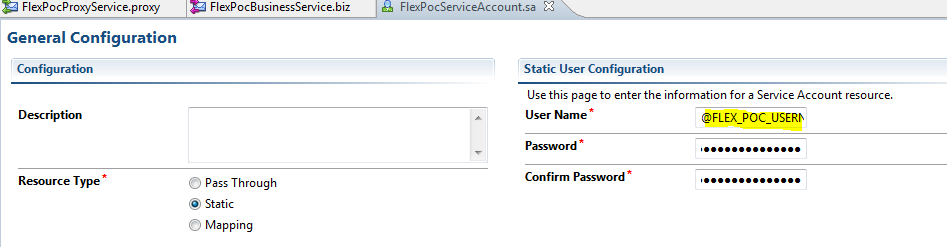 FlexPocProxyService.proxy
FlexPocBusinessService.biz
FlexPocServiceAccount.sa
General Configuration
Configuration
Description
Resource Type*
Pass Through
Static
Mapping
Static User Configuration
Use this page to enter the information for a Service Account resource.
User Name* @FLEX_POC_USERN
Password* ••••••••••••••
Confirm Password* ••••••••••••••